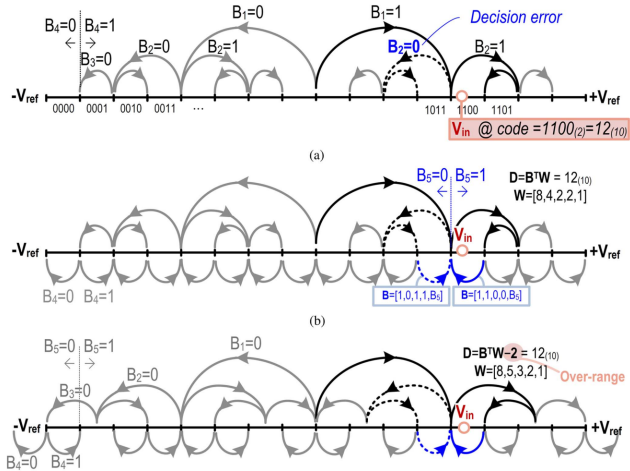 B₄=0 B₄=1
B₃=0
B₂=0
B₁=0
B₂=1
B₁=1
Decision error
B₂=0
B₂=1
-Vref
+Vref
0000 0001 0010 0011 ... 1011 1100 1101
Vin @ code =1100(2)=12(10)
(a)
B₅=0 B₅=1
D=BᵀW = 12(10)
W=[8,4,2,2,1]
Vin
-Vref
+Vref
B₄=0 B₄=1
B=[1,0,1,1,B₅]
B=[1,1,0,0,B₅]
(b)
B₅=0 B₅=1
B₃=0
B₂=0
B₁=0
D=BᵀW−2 = 12(10)
W=[8,5,3,2,1]
Over-range
Vin
-Vref
+Vref
B₄=0 B₄=1